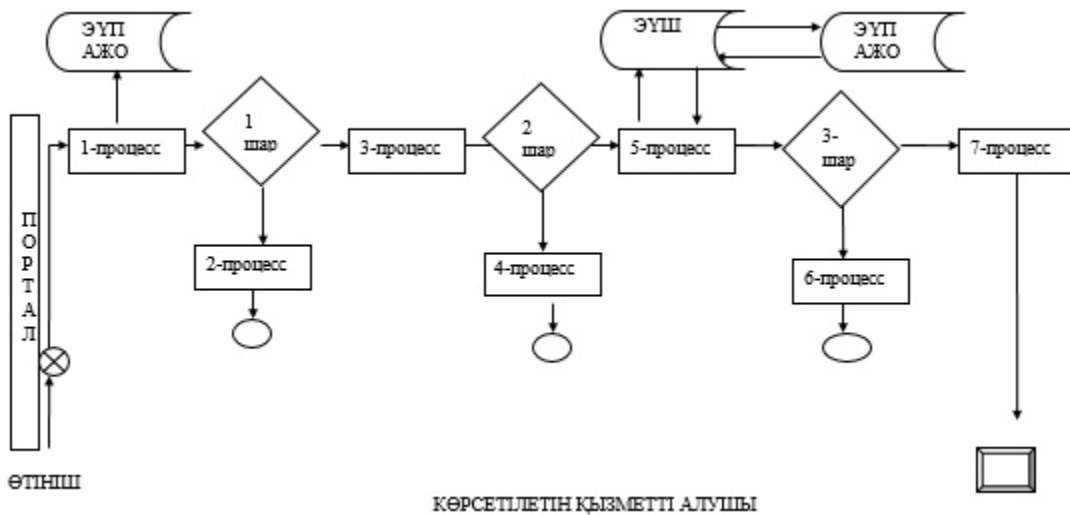 ЭҮП
АЖО
ЭҮШ
ЭҮП
АЖО
1-процесс
1
шар
3-процесс
2
шар
5-процесс
3-
шар
7-процесс
ПОРТАЛ
2-процесс
4-процесс
6-процесс
ӨТІНІШ
КӨРСЕТІЛЕТІН ҚЫЗМЕТТІ АЛУШЫ